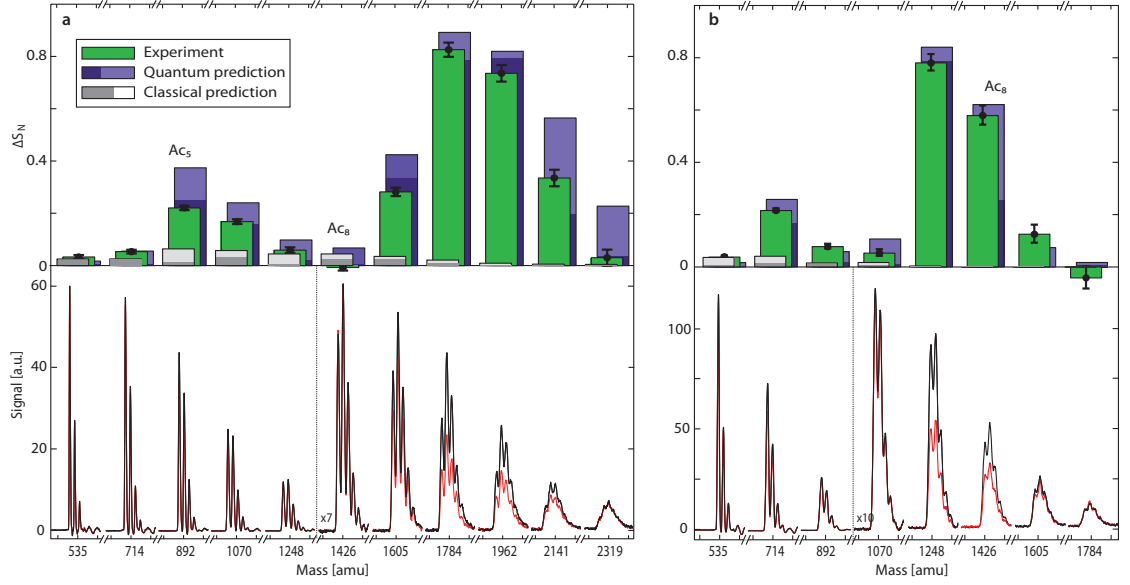 a
b
Experiment
Quantum prediction
Classical prediction
Ac5
Ac8
Ac8
ΔS_N
0.8
0.4
0
0.8
0.4
0
Signal [a.u.]
60
40
20
0
x7
100
50
0
x10
535 714 892 1070 1248 1426 1605 1784 1962 2141 2319
Mass [amu]
535 714 892 1070 1248 1426 1605 1784
Mass [amu]